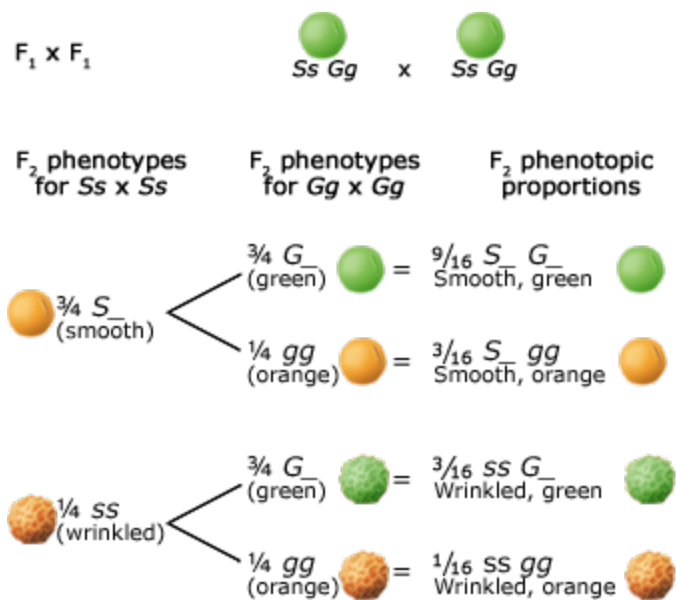 F₁ x F₁
Ss Gg x Ss Gg
F₂ phenotypes for Ss x Ss
F₂ phenotypes for Gg x Gg
F₂ phenotopic proportions
¾ S_
(smooth)
¾ G_
(green)
=
9/16 S_ G_
Smooth, green
¼ gg
(orange)
=
3/16 S_ gg
Smooth, orange
¼ ss
(wrinkled)
¾ G_
(green)
=
3/16 ss G_
Wrinkled, green
¼ gg
(orange)
=
1/16 ss gg
Wrinkled, orange